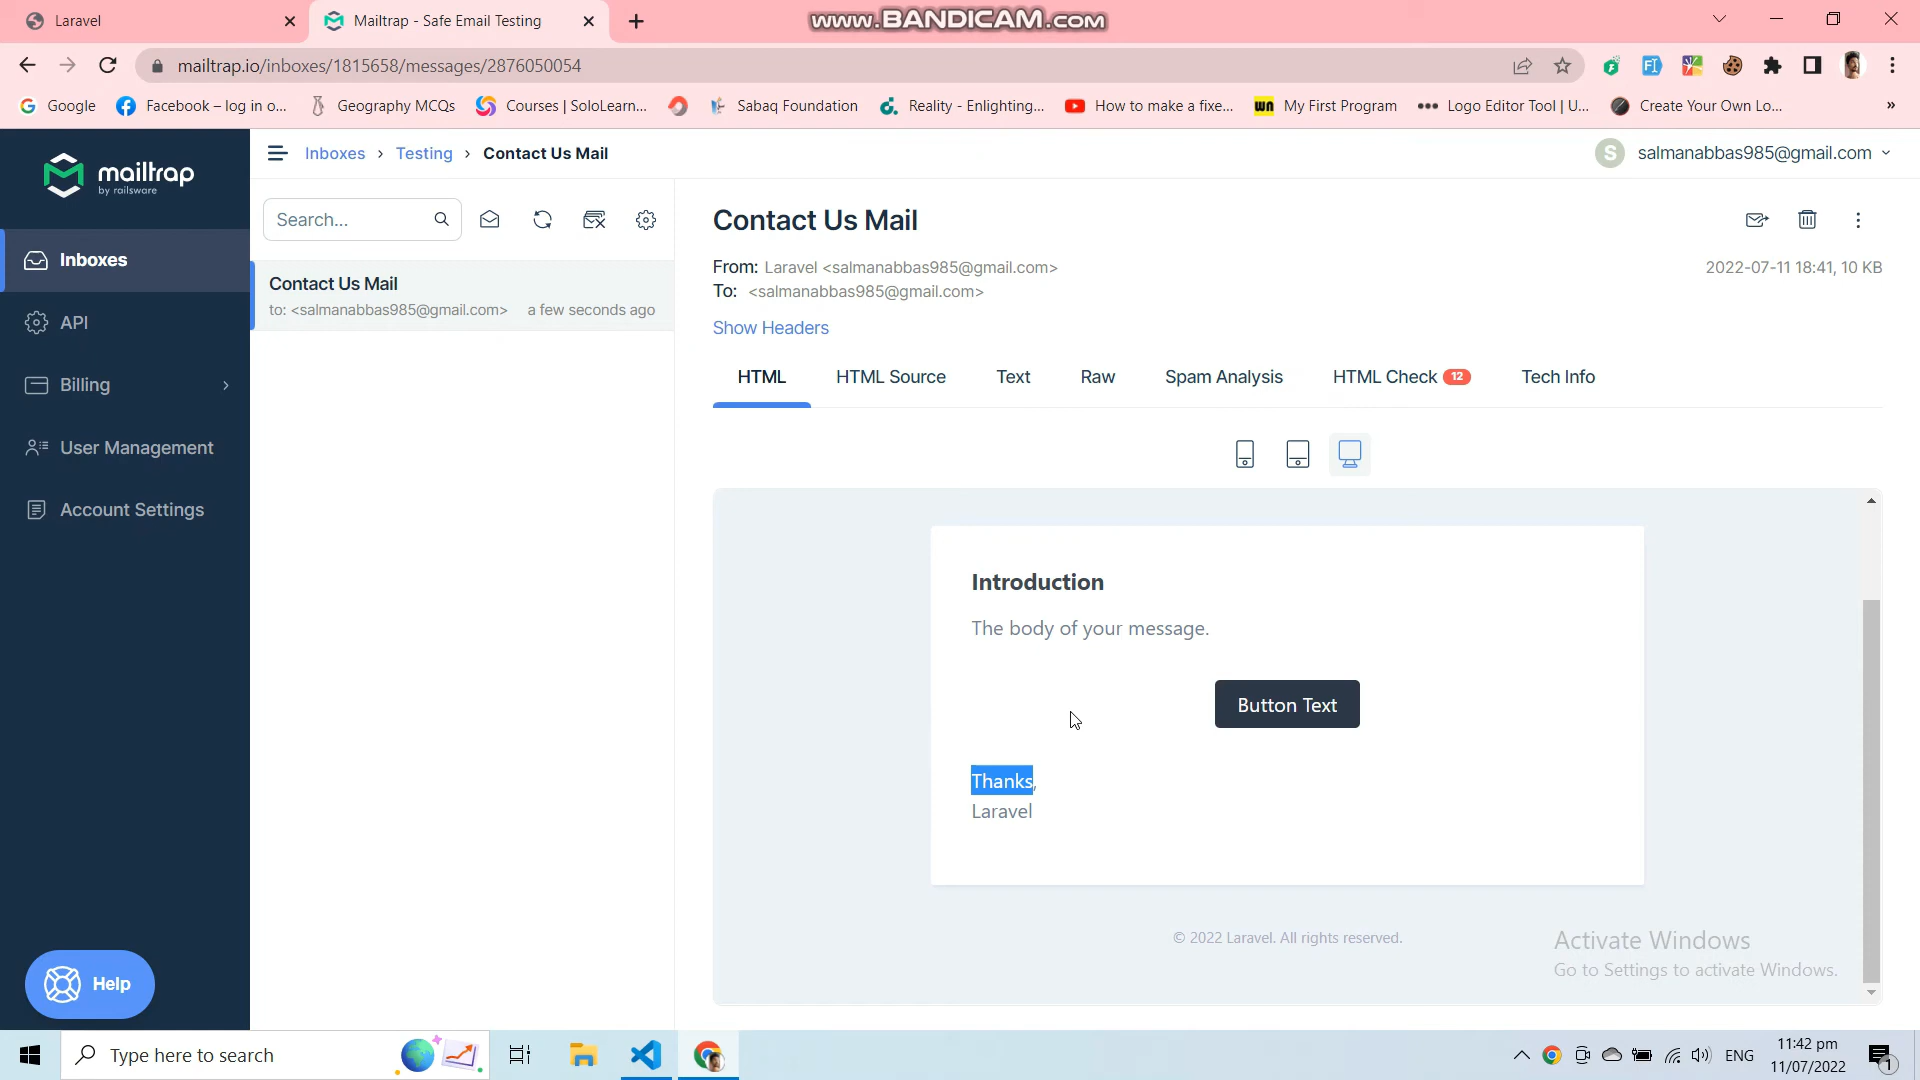 Laravel
Mailtrap - Safe Email Testing
www.BANDICAM.com
mailtrap.io/inboxes/1815658/messages/2876050054
Google
Facebook – log in o...
Geography MCQs
Courses | SoloLearn...
Sabaq Foundation
Reality - Enlighting...
How to make a fixe...
My First Program
Logo Editor Tool | U...
Create Your Own Lo...
»
mailtrap
by railsware
Inboxes › Testing › Contact Us Mail
S
salmanabbas985@gmail.com
Inboxes
API
Billing
User Management
Account Settings
Help
Search...
Contact Us Mail
to: <salmanabbas985@gmail.com> a few seconds ago
Contact Us Mail
From: Laravel <salmanabbas985@gmail.com>
2022-07-11 18:41, 10 KB
To: <salmanabbas985@gmail.com>
Show Headers
HTML
HTML Source
Text
Raw
Spam Analysis
HTML Check 12
Tech Info
Introduction
The body of your message.
Button Text
Thanks,
Laravel
© 2022 Laravel. All rights reserved.
Activate Windows
Go to Settings to activate Windows.
Type here to search
ENG
11:42 pm
11/07/2022
1